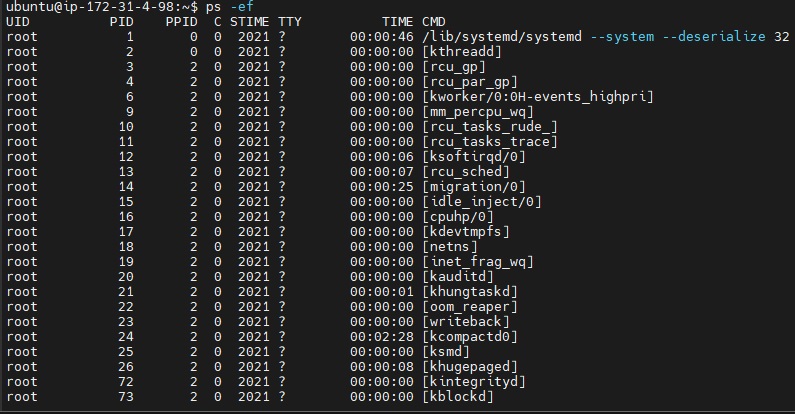 ubuntu@ip-172-31-4-98:~$ ps -ef
UID          PID    PPID  C STIME TTY          TIME CMD
root           1       0  0  2021 ?        00:00:46 /lib/systemd/systemd --system --deserialize 32
root           2       0  0  2021 ?        00:00:00 [kthreadd]
root           3       2  0  2021 ?        00:00:00 [rcu_gp]
root           4       2  0  2021 ?        00:00:00 [rcu_par_gp]
root           6       2  0  2021 ?        00:00:00 [kworker/0:0H-events_highpri]
root           9       2  0  2021 ?        00:00:00 [mm_percpu_wq]
root          10       2  0  2021 ?        00:00:00 [rcu_tasks_rude_]
root          11       2  0  2021 ?        00:00:00 [rcu_tasks_trace]
root          12       2  0  2021 ?        00:00:06 [ksoftirqd/0]
root          13       2  0  2021 ?        00:00:07 [rcu_sched]
root          14       2  0  2021 ?        00:00:25 [migration/0]
root          15       2  0  2021 ?        00:00:00 [idle_inject/0]
root          16       2  0  2021 ?        00:00:00 [cpuhp/0]
root          17       2  0  2021 ?        00:00:00 [kdevtmpfs]
root          18       2  0  2021 ?        00:00:00 [netns]
root          19       2  0  2021 ?        00:00:00 [inet_frag_wq]
root          20       2  0  2021 ?        00:00:00 [kauditd]
root          21       2  0  2021 ?        00:00:01 [khungtaskd]
root          22       2  0  2021 ?        00:00:00 [oom_reaper]
root          23       2  0  2021 ?        00:00:00 [writeback]
root          24       2  0  2021 ?        00:02:28 [kcompactd0]
root          25       2  0  2021 ?        00:00:00 [ksmd]
root          26       2  0  2021 ?        00:00:08 [khugepaged]
root          72       2  0  2021 ?        00:00:00 [kintegrityd]
root          73       2  0  2021 ?        00:00:00 [kblockd]